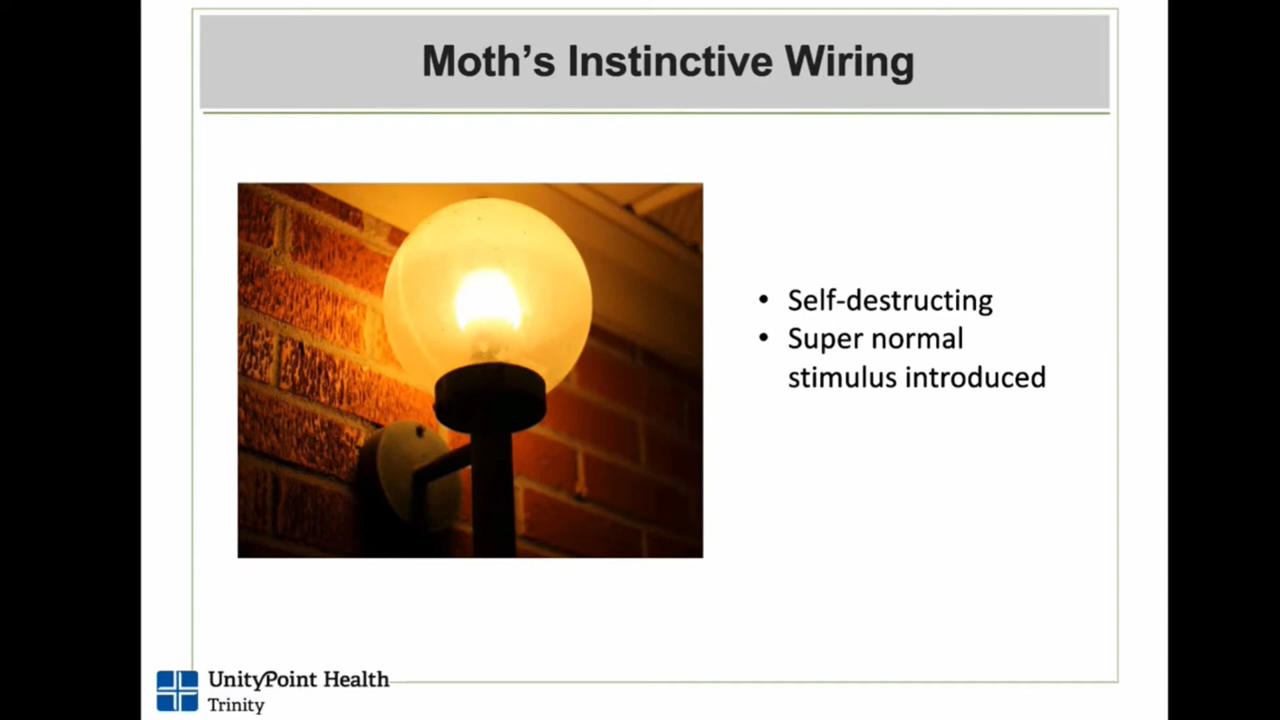 Moth’s Instinctive Wiring
• Self-destructing
• Super normal
stimulus introduced
UnityPoint Health
Trinity